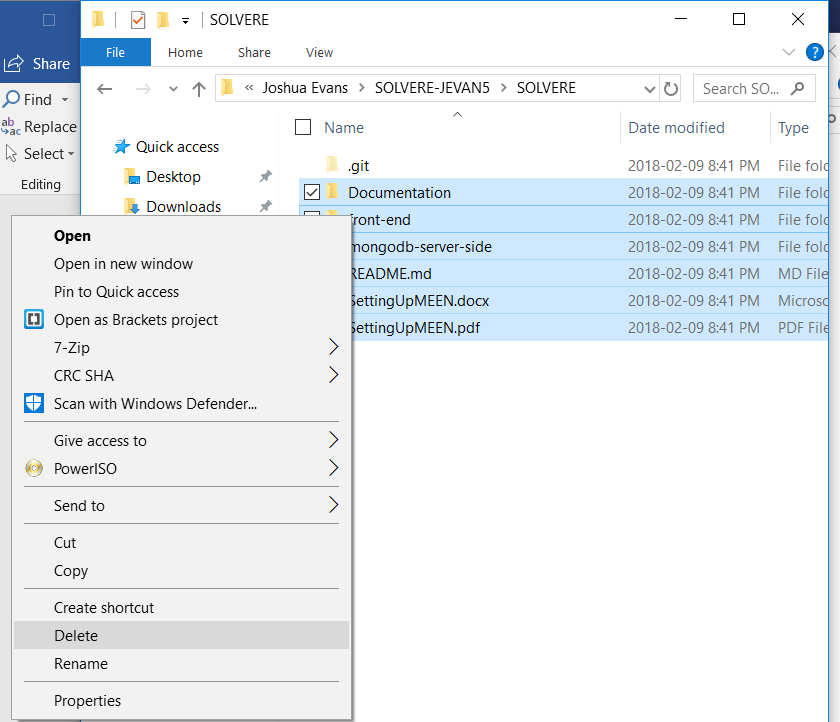 SOLVERE
File Home Share View
Share
« Joshua Evans > SOLVERE-JEVAN5 > SOLVERE
Search SO...
Find
Replace
Select
Editing
Quick access
Desktop
Downloads
Name Date modified Type
.git 2018-02-09 8:41 PM File fold
Documentation 2018-02-09 8:41 PM File fold
front-end 2018-02-09 8:41 PM File fold
mongodb-server-side 2018-02-09 8:41 PM File fold
README.md 2018-02-09 8:41 PM MD File
SettingUpMEEN.docx 2018-02-09 8:41 PM Microso
SettingUpMEEN.pdf 2018-02-09 8:41 PM PDF File
Open
Open in new window
Pin to Quick access
Open as Brackets project
7-Zip
CRC SHA
Scan with Windows Defender...
Give access to
PowerISO
Send to
Cut
Copy
Create shortcut
Delete
Rename
Properties